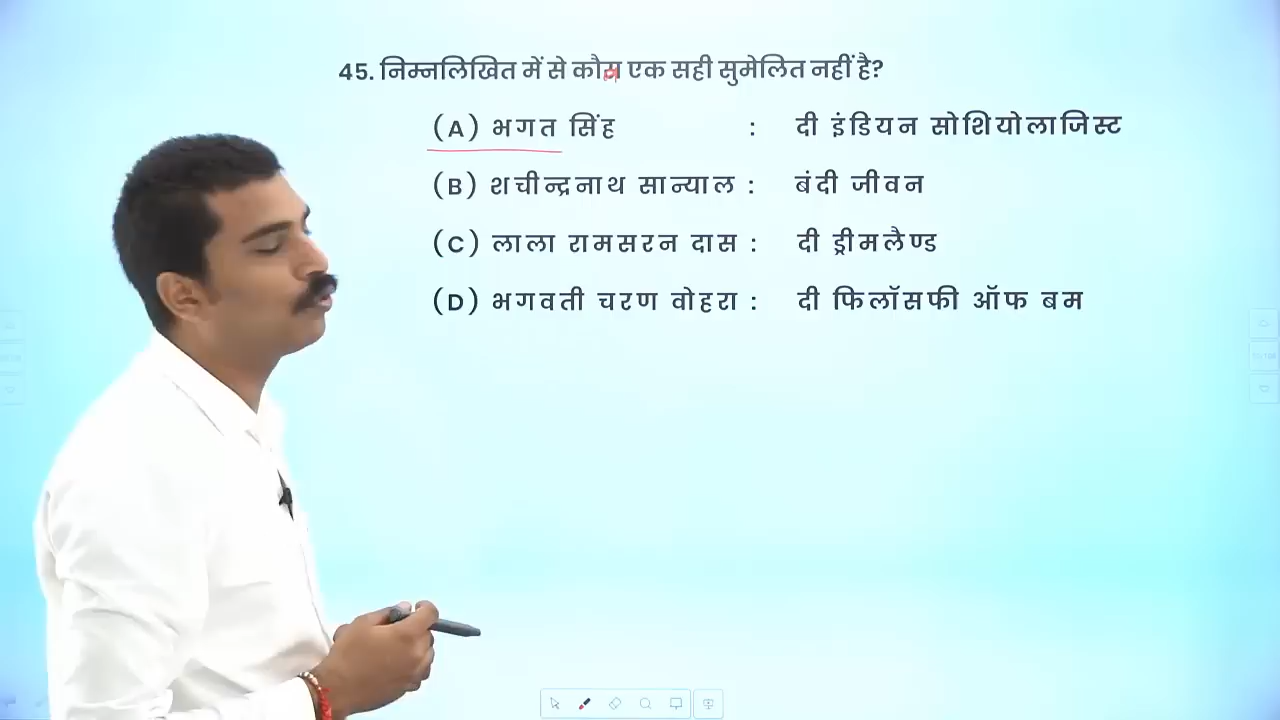 45. निम्नलिखित में से कौन एक सही सुमेलित नहीं है?
(A) भगत सिंह : दी इंडियन सोशियोलाजिस्ट
(B) शचीन्द्रनाथ सान्याल : बंदी जीवन
(C) लाला रामसरन दास : दी ड्रीमलैण्ड
(D) भगवती चरण वोहरा : दी फिलॉसफी ऑफ बम